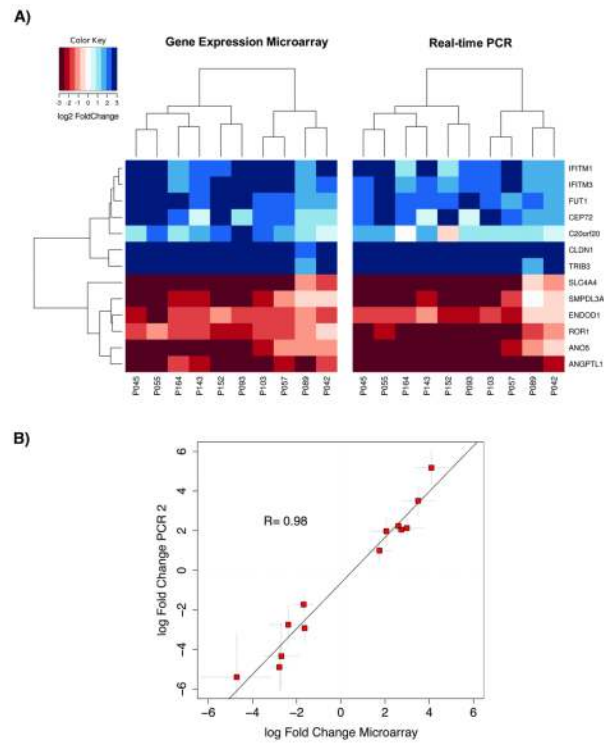 A)
Color Key
-3 -2 -1 0 1 2 3
log2 FoldChange
Gene Expression Microarray
Real-time PCR
IFITM1
IFITM3
FUT1
CEP72
C20orf20
CLDN1
TRIB3
SLC4A4
SMPDL3A
ENDOD1
ROR1
ANO5
ANGPTL1
P045 P055 P164 P143 P152 P093 P103 P057 P089 P042
P045 P055 P164 P143 P152 P093 P103 P057 P089 P042
B)
R= 0.98
log Fold Change PCR 2
6
4
2
0
−2
−4
−6
−6 −4 −2 0 2 4 6
log Fold Change Microarray